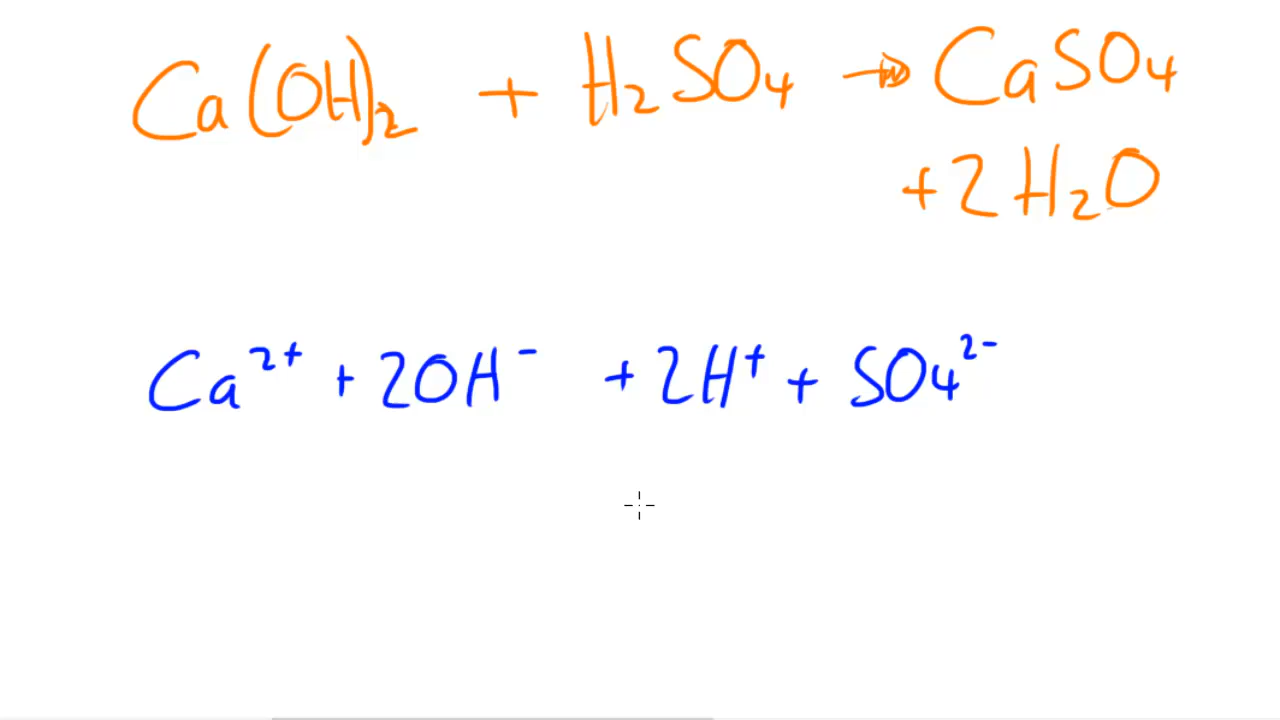 Ca(OH)₂ + H₂SO₄ → CaSO₄
+ 2H₂O
Ca²⁺ + 2OH⁻ + 2H⁺ + SO₄²⁻